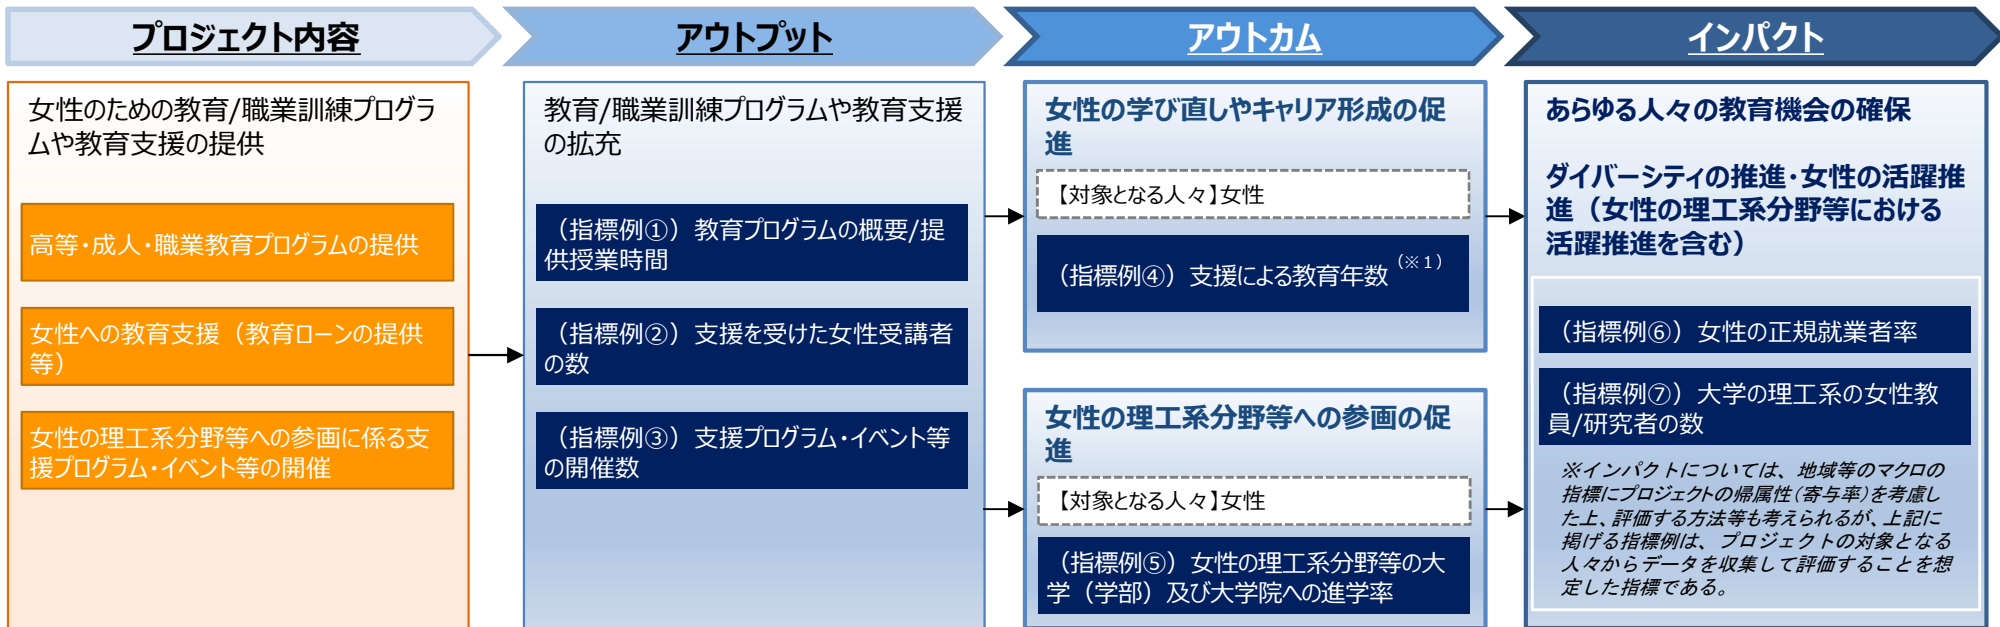 プロジェクト内容
アウトプット
アウトカム
インパクト
女性のための教育/職業訓練プログラ
ムや教育支援の提供
高等・成人・職業教育プログラムの提供
女性への教育支援（教育ローンの提供
等）
女性の理工系分野等への参画に係る支
援プログラム・イベント等の開催
教育/職業訓練プログラムや教育支援
の拡充
（指標例①）教育プログラムの概要/提
供授業時間
（指標例②）支援を受けた女性受講者
の数
（指標例③）支援プログラム・イベント等
の開催数
女性の学び直しやキャリア形成の促
進
【対象となる人々】女性
（指標例④）支援による教育年数（※１）
女性の理工系分野等への参画の促
進
【対象となる人々】女性
（指標例⑤）女性の理工系分野等の大
学（学部）及び大学院への進学率
あらゆる人々の教育機会の確保
ダイバーシティの推進・女性の活躍推
進（女性の理工系分野等における
活躍推進を含む）
（指標例⑥）女性の正規就業者率
（指標例⑦）大学の理工系の女性教
員/研究者の数
※インパクトについては、地域等のマクロの
指標にプロジェクトの帰属性（寄与率）を考慮し
た上、評価する方法等も考えられるが、上記に
掲げる指標例は、プロジェクトの対象となる
人々からデータを収集して評価することを想
定した指標である。